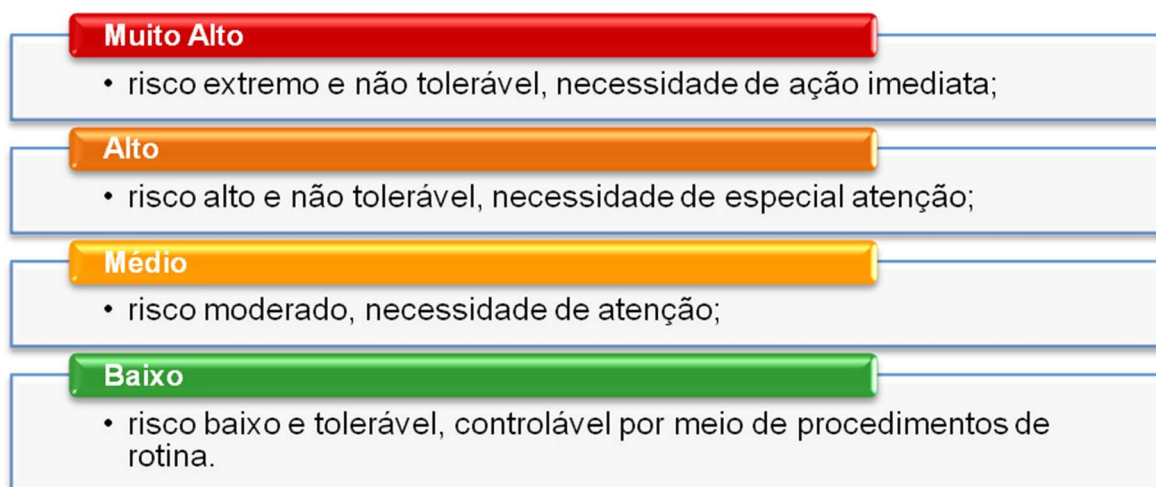 Muito Alto
• risco extremo e não tolerável, necessidade de ação imediata;
Alto
• risco alto e não tolerável, necessidade de especial atenção;
Médio
• risco moderado, necessidade de atenção;
Baixo
• risco baixo e tolerável, controlável por meio de procedimentos de
rotina.